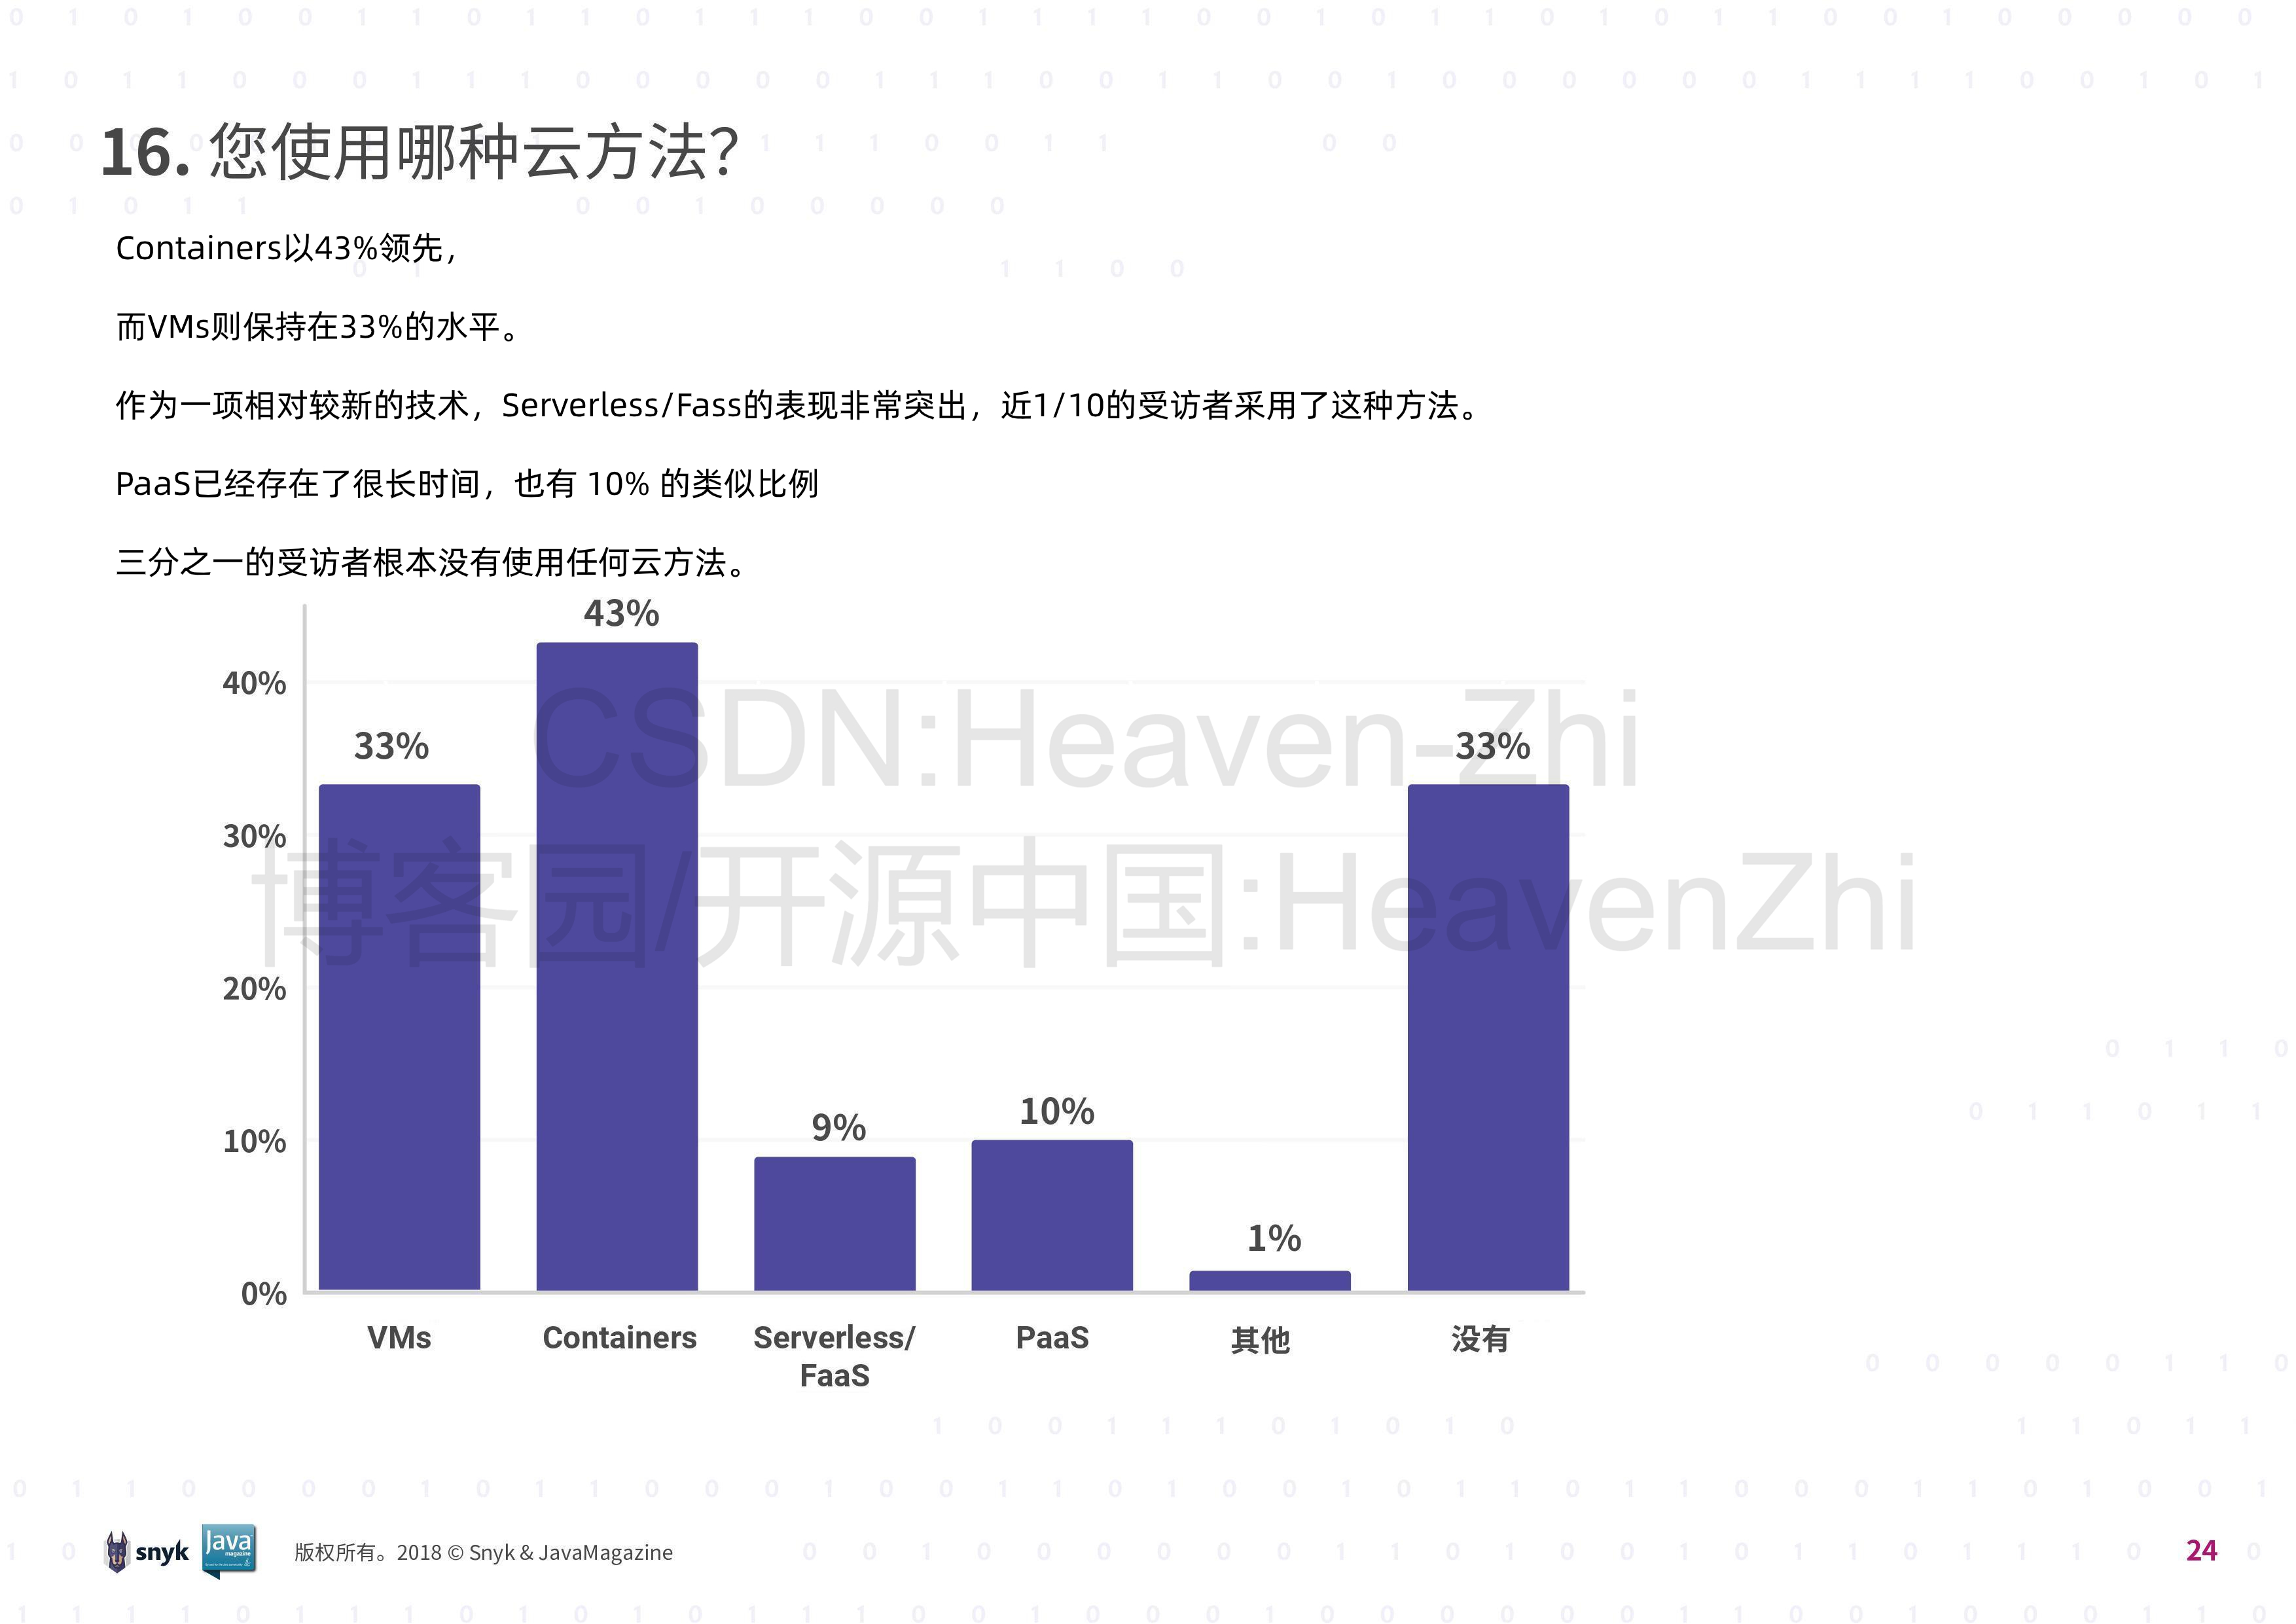 16. 您使用哪种云方法？
Containers以43%领先，
而VMs则保持在33%的水平。
作为一项相对较新的技术，Serverless/Fass的表现非常突出，近1/10的受访者采用了这种方法。
PaaS已经存在了很长时间，也有 10% 的类似比例
三分之一的受访者根本没有使用任何云方法。
43%
40%
33%
33%
CSDN:Heaven-Zhi
30%
博客园/开源中国:HeavenZhi
20%
9%
10%
10%
1%
0%
VMs
Containers
Serverless/
FaaS
PaaS
其他
没有
snyk
Java
magazine
版权所有。2018 © Snyk & JavaMagazine
24